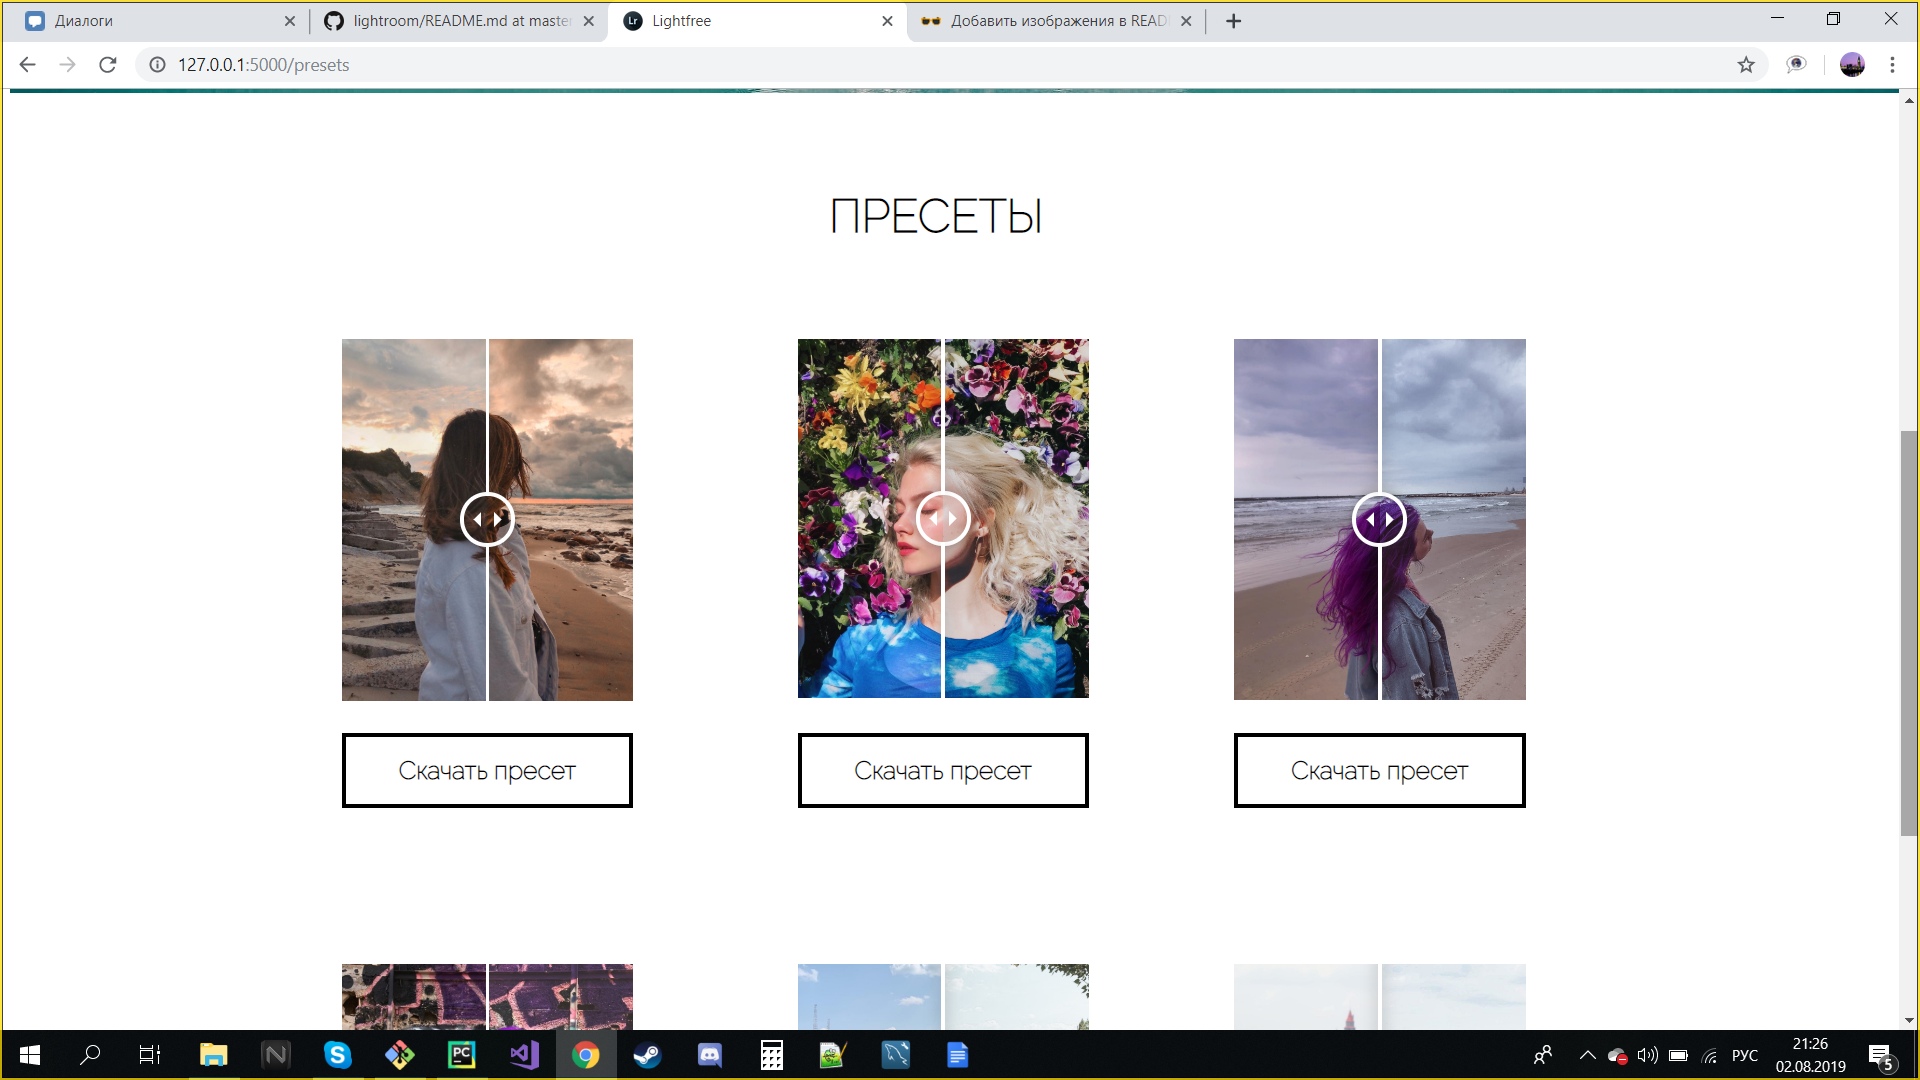 Диалоги
lightroom/README.md at master
Lightfree
Добавить изображения в READ
127.0.0.1:5000/presets
ПРЕСЕТЫ
Скачать пресет
Скачать пресет
Скачать пресет
РУС
21:26
02.08.2019
5